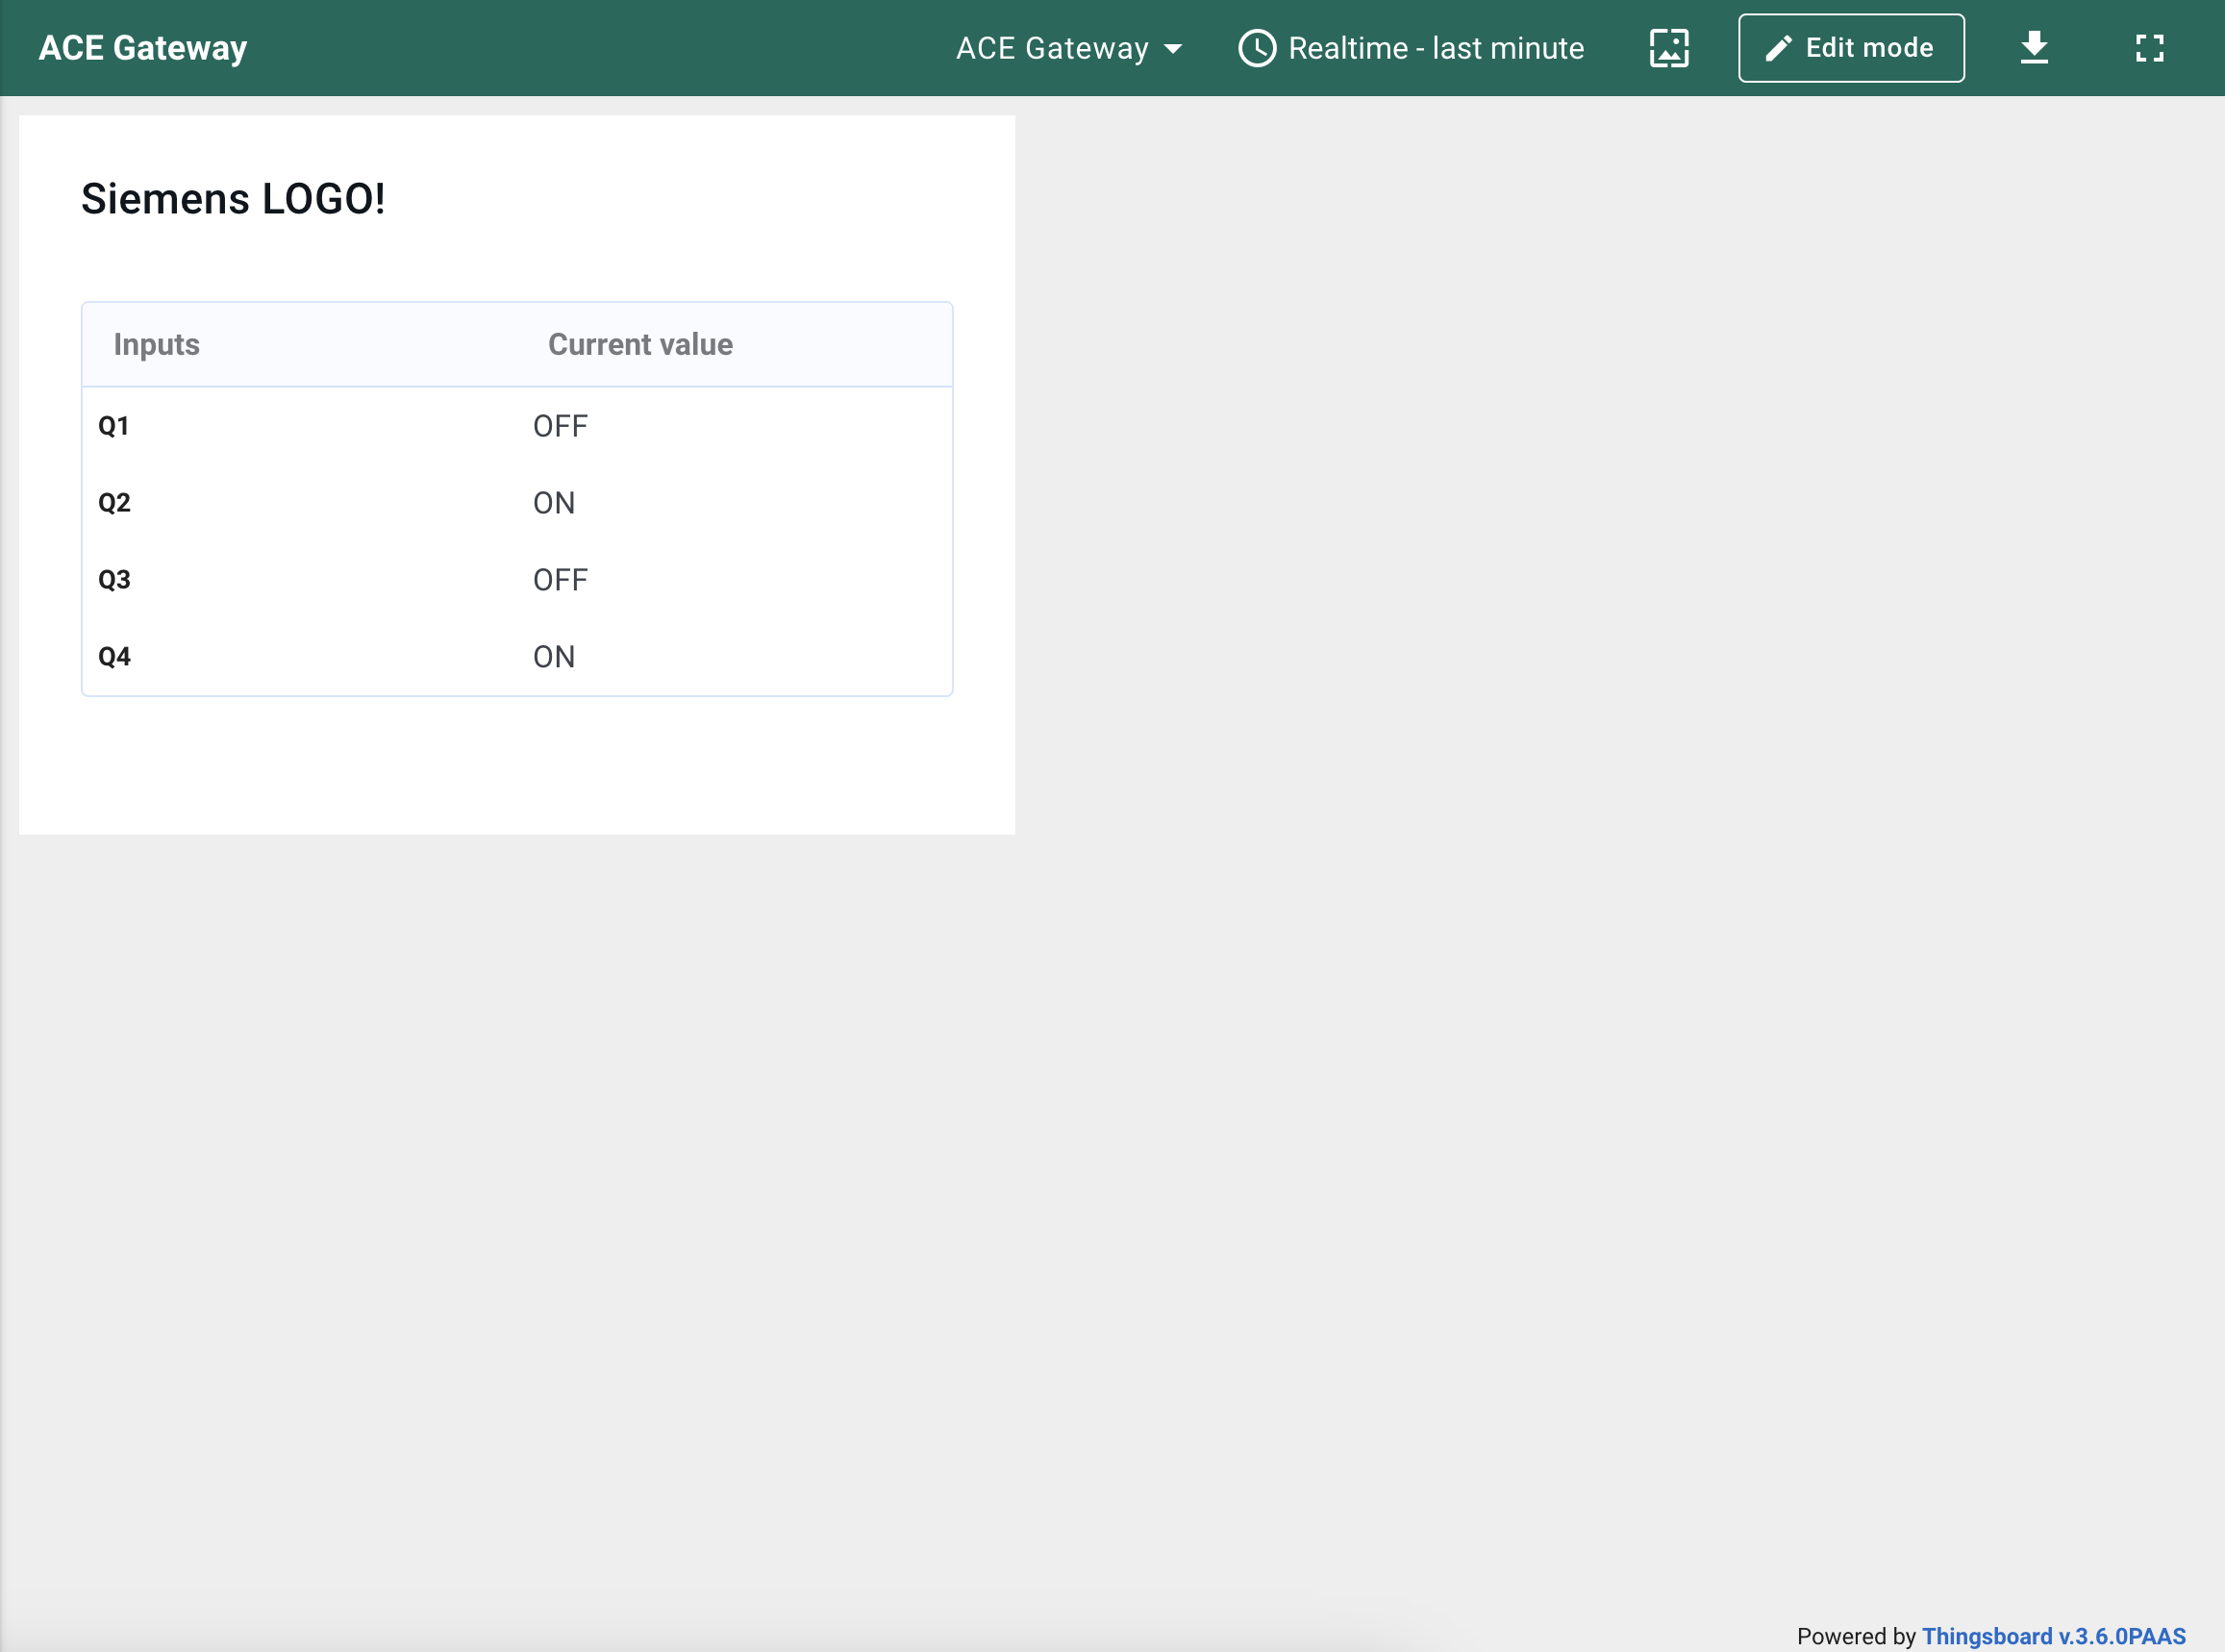 ACE Gateway
ACE Gateway Realtime - last minute Edit mode
Siemens LOGO!
Inputs Current value
Q1 OFF
Q2 ON
Q3 OFF
Q4 ON
Powered by Thingsboard v.3.6.0PAAS